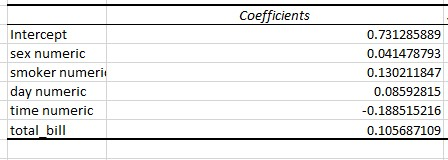 Coefficients
Intercept 0.731285889
sex numeric 0.041478793
smoker numeri 0.130211847
day numeric 0.08592815
time numeric -0.188515216
total_bill 0.105687109